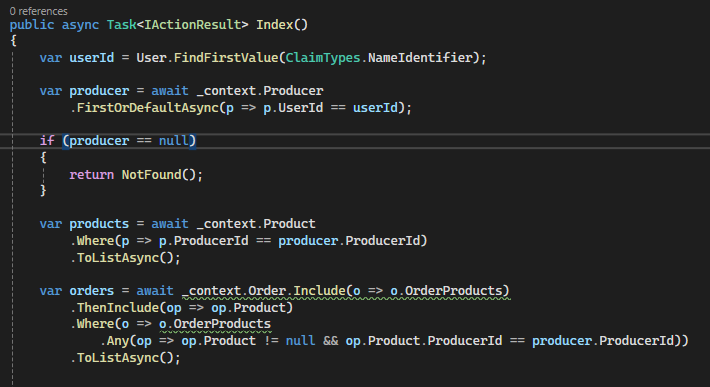 0 references
public async Task<IActionResult> Index()
{
var userId = User.FindFirstValue(ClaimTypes.NameIdentifier);
var producer = await _context.Producer
.FirstOrDefaultAsync(p => p.UserId == userId);
if (producer == null)
{
return NotFound();
}
var products = await _context.Product
.Where(p => p.ProducerId == producer.ProducerId)
.ToListAsync();
var orders = await _context.Order.Include(o => o.OrderProducts)
.ThenInclude(op => op.Product)
.Where(o => o.OrderProducts
.Any(op => op.Product != null && op.Product.ProducerId == producer.ProducerId))
.ToListAsync();